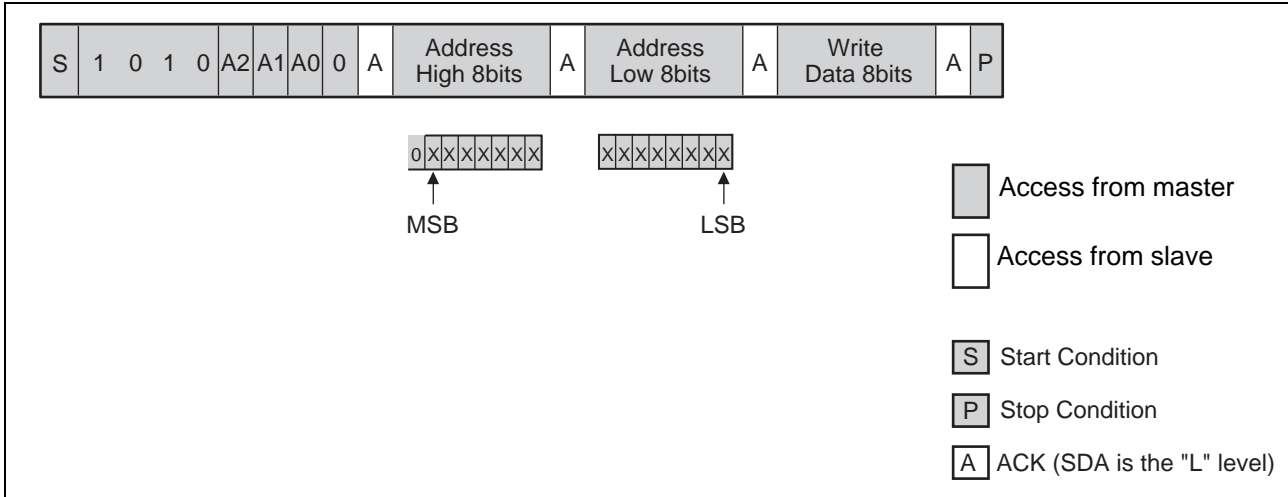 S 1 0 1 0 A2 A1 A0 0 A Address High 8bits A Address Low 8bits A Write Data 8bits A P
0 X X X X X X X X X X X X X X X
MSB LSB
Access from master
Access from slave
S Start Condition
P Stop Condition
A ACK (SDA is the "L" level)